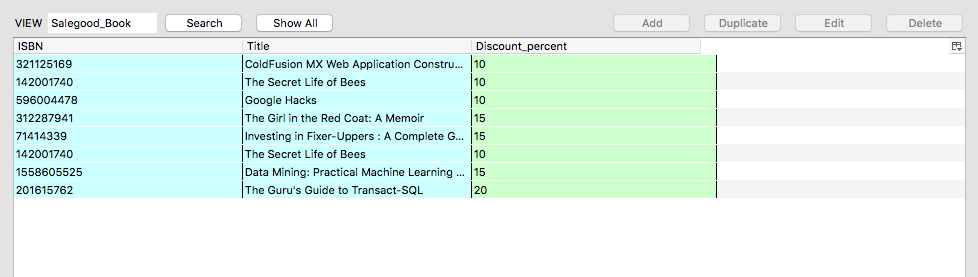 VIEW Salegood_Book Search Show All Add Duplicate Edit Delete
ISBN Title Discount_percent
321125169 ColdFusion MX Web Application Constru... 10
142001740 The Secret Life of Bees 10
596004478 Google Hacks 10
312287941 The Girl in the Red Coat: A Memoir 15
71414339 Investing in Fixer-Uppers : A Complete G... 15
142001740 The Secret Life of Bees 10
1558605525 Data Mining: Practical Machine Learning ... 15
201615762 The Guru's Guide to Transact-SQL 20